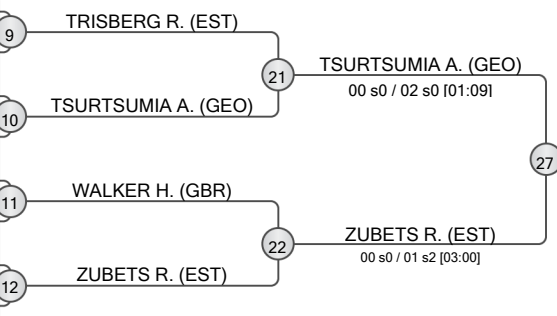 9
TRISBERG R. (EST)
21
TSURTSUMIA A. (GEO)
00 s0 / 02 s0 [01:09]
10
TSURTSUMIA A. (GEO)
27
11
WALKER H. (GBR)
22
ZUBETS R. (EST)
00 s0 / 01 s2 [03:00]
12
ZUBETS R. (EST)